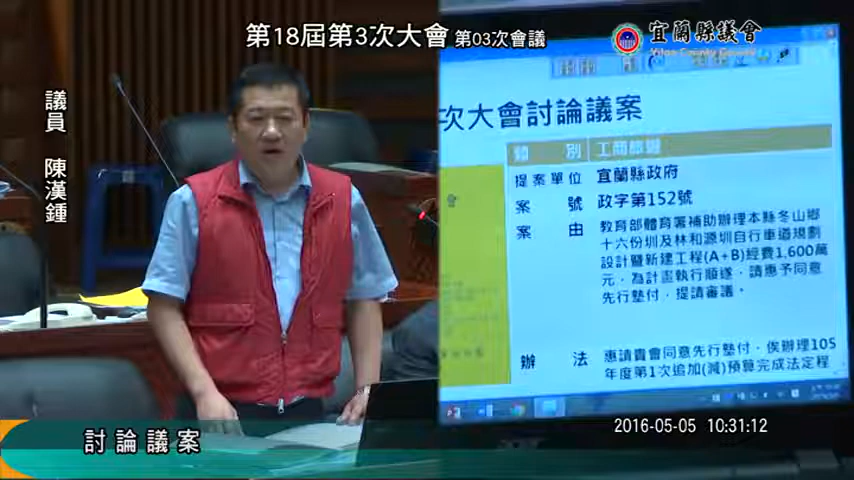 第18屆第3次大會 第03次會議
宜蘭縣議會
Yilan County Council
議員 陳漢鍾
次大會討論議案
類 別 工商旅遊
提案單位 宜蘭縣政府
案 號 政字第152號
案 由 教育部體育署補助辦理本縣冬山鄉
十六份圳及林和源圳自行車道規劃
設計暨新建工程(A+B)經費1,600萬
元，為計畫執行順遂，請惠予同意
先行墊付，提請審議。
辦 法 惠請貴會同意先行墊付，俟辦理105
年度第1次追加(減)預算完成法定程
2016-05-05 10:31:12
討論議案